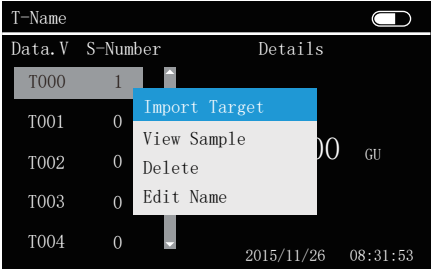 T-Name
Data.V S-Number Details
T000 1
Import Target
T001 0
View Sample
T002 0 GU
Delete
T003 0
Edit Name
T004 0
2015/11/26 08:31:53